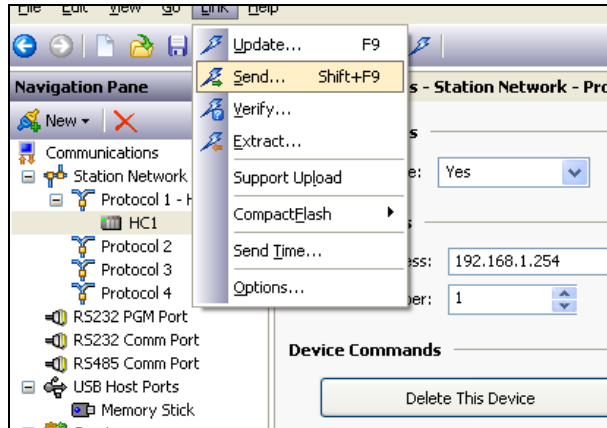 File Edit View Go Link Help
Update... F9
Send... Shift+F9
Verify...
Extract...
Support Upload
CompactFlash
Send Time...
Options...
Navigation Pane
New
Communications
Station Network
Protocol 1 - H
HC1
Protocol 2
Protocol 3
Protocol 4
RS232 PGM Port
RS232 Comm Port
RS485 Comm Port
USB Host Ports
Memory Stick
s - Station Network - Pro
s
e: Yes
s
ess: 192.168.1.254
ber: 1
Device Commands
Delete This Device